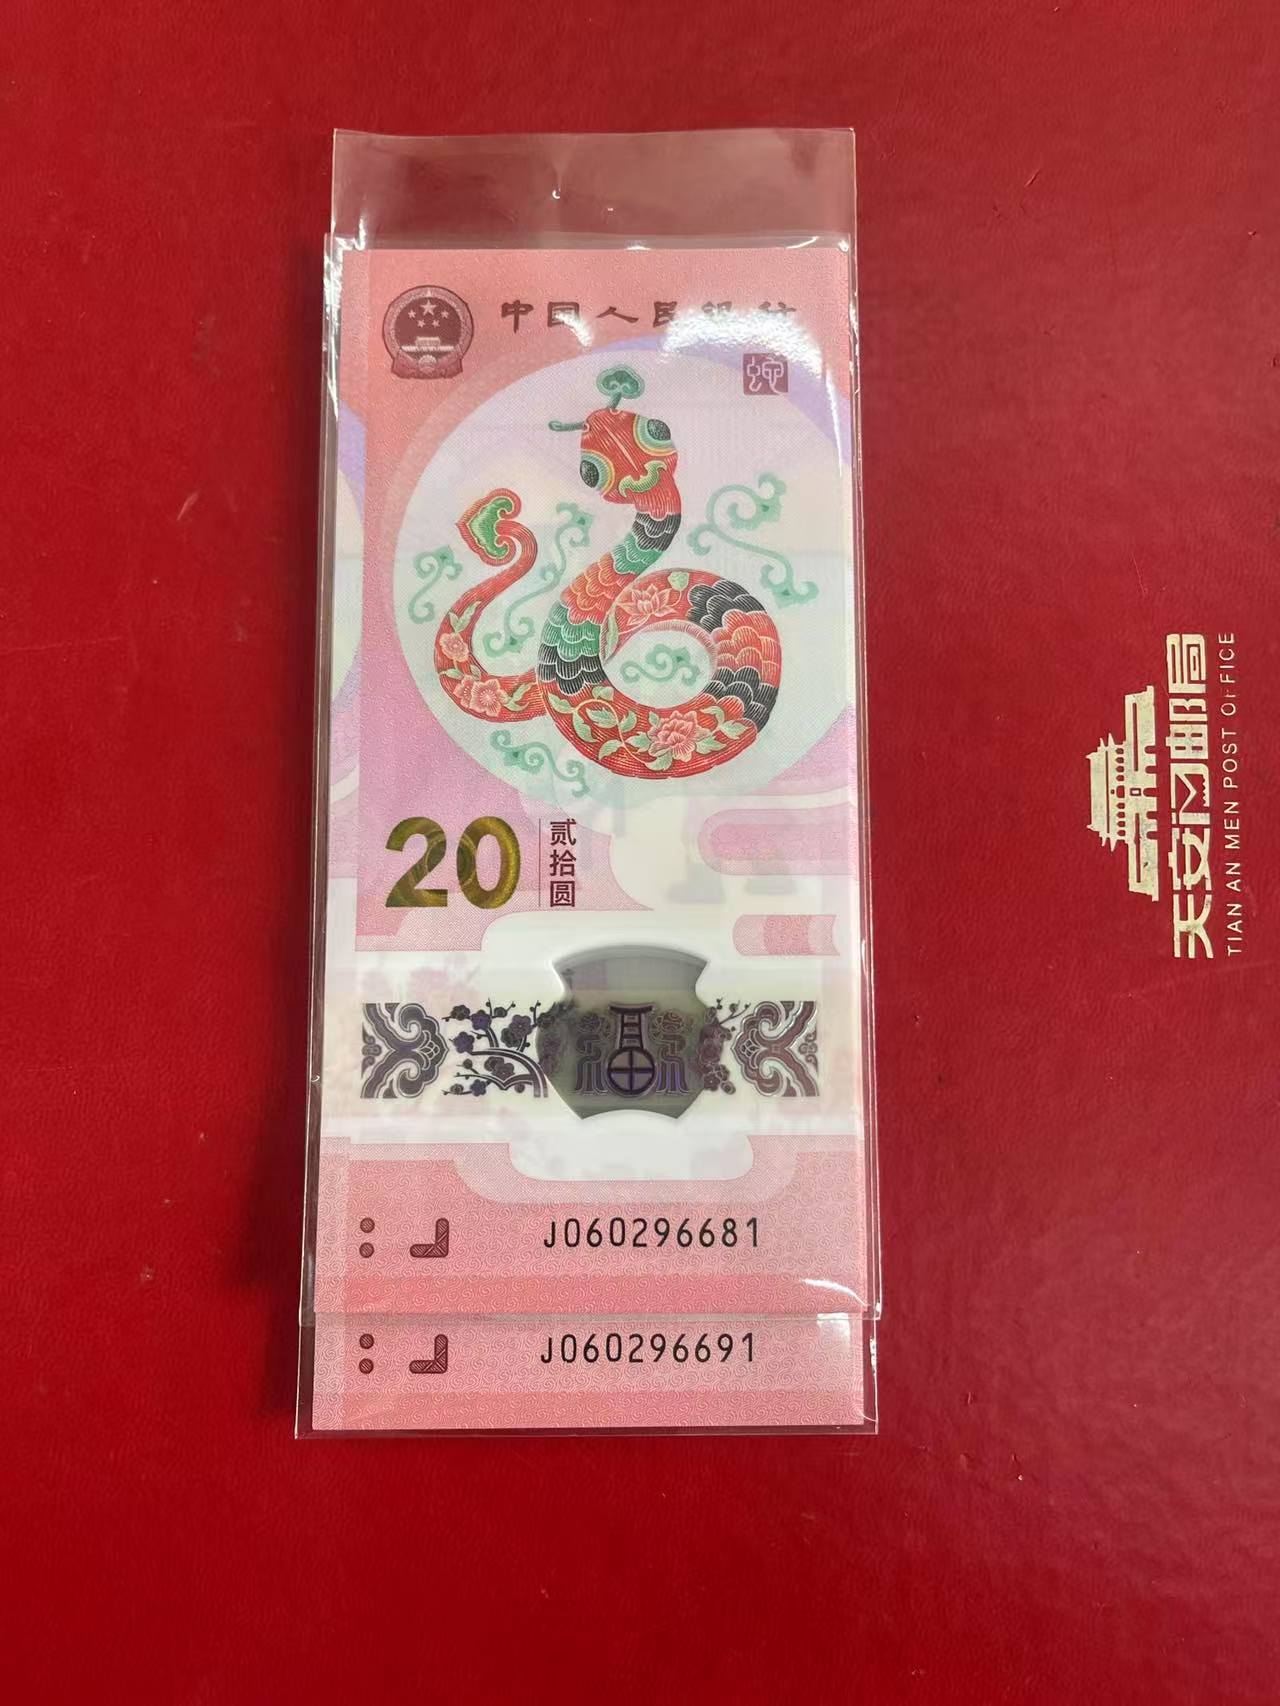 中国人民银行
蛇
20
贰拾圆
J060296681
J060296691
天安门邮局
TIAN AN MEN POST OFFICE